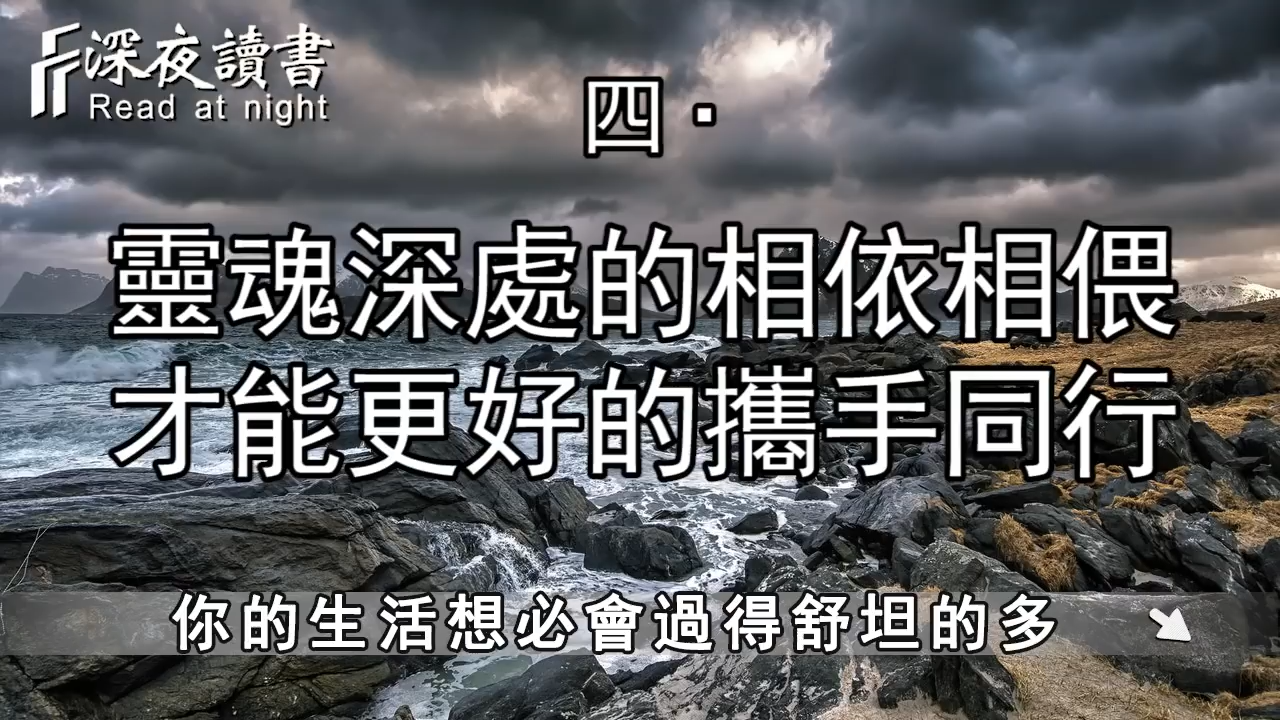 深夜讀書
Read at night
四·
靈魂深處的相依相偎
才能更好的攜手同行
你的生活想必會過得舒坦的多